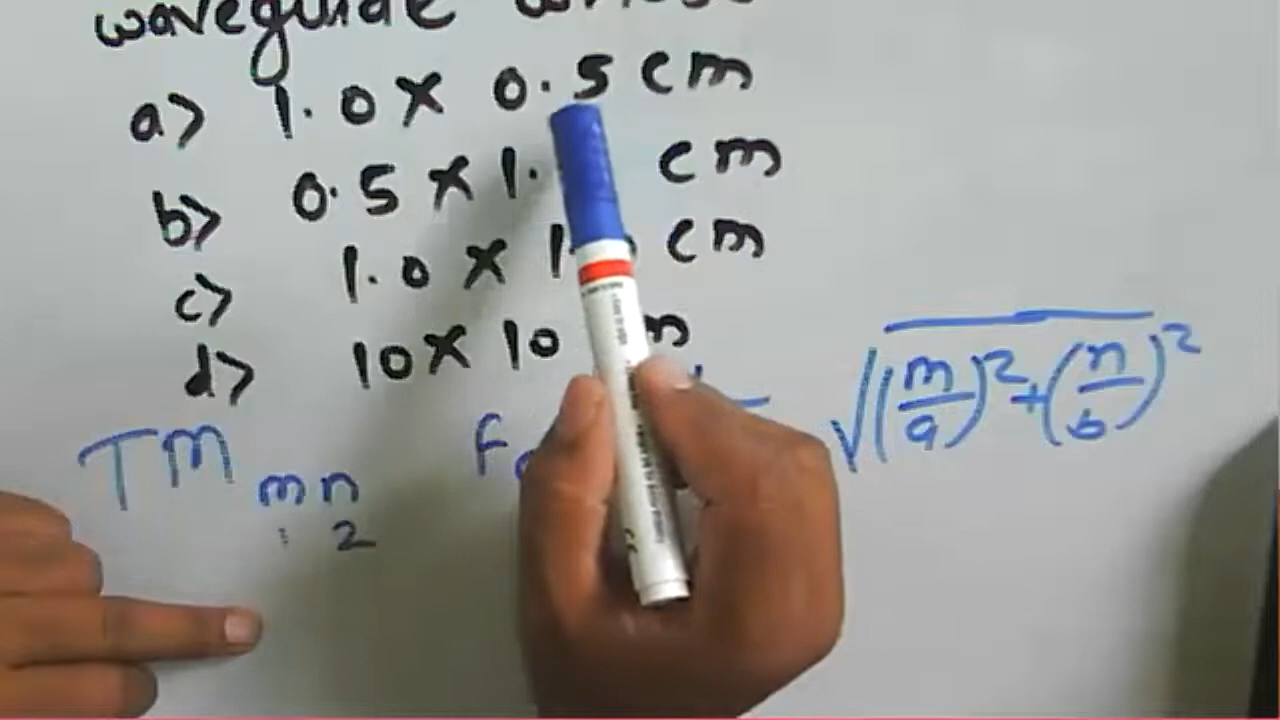 waveguide
a> 1.0 x 0.5 cm
b> 0.5 x 1. cm
c> 1.0 x 1 cm
d> 10 x 10 m
TM mn
1 2
F
√(m/a)² + (n/b)²